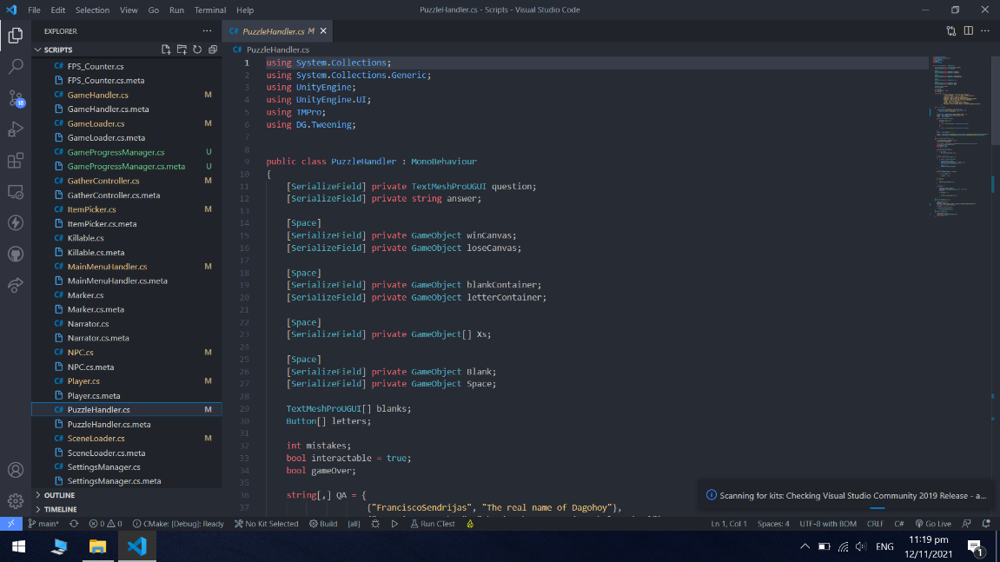 File Edit Selection View Go Run Terminal Help
PuzzleHandler.cs - Scripts - Visual Studio Code
EXPLORER
SCRIPTS
FPS_Counter.cs
FPS_Counter.cs.meta
GameHandler.cs M
GameHandler.cs.meta
GameLoader.cs M
GameLoader.cs.meta
GameProgressManager.cs U
GameProgressManager.cs.meta U
GatherController.cs M
GatherController.cs.meta
ItemPicker.cs M
ItemPicker.cs.meta
Killable.cs
Killable.cs.meta
MainMenuHandler.cs M
MainMenuHandler.cs.meta
Marker.cs
Marker.cs.meta
Narrator.cs
Narrator.cs.meta
NPC.cs M
NPC.cs.meta
Player.cs M
Player.cs.meta
PuzzleHandler.cs M
PuzzleHandler.cs.meta
SceneLoader.cs M
SceneLoader.cs.meta
SettingsManager.cs
SettingsManager.cs.meta
OUTLINE
TIMELINE
18
PuzzleHandler.cs M
PuzzleHandler.cs
1 using System.Collections;
2 using System.Collections.Generic;
3 using UnityEngine;
4 using UnityEngine.UI;
5 using TMPro;
6 using DG.Tweening;
7
8
9 public class PuzzleHandler : MonoBehaviour
10 {
11 [SerializeField] private TextMeshProUGUI question;
12 [SerializeField] private string answer;
13
14 [Space]
15 [SerializeField] private GameObject winCanvas;
16 [SerializeField] private GameObject loseCanvas;
17
18 [Space]
19 [SerializeField] private GameObject blankContainer;
20 [SerializeField] private GameObject letterContainer;
21
22 [Space]
23 [SerializeField] private GameObject[] Xs;
24
25 [Space]
26 [SerializeField] private GameObject Blank;
27 [SerializeField] private GameObject Space;
28
29 TextMeshProUGUI[] blanks;
30 Button[] letters;
31
32 int mistakes;
33 bool interactable = true;
34 bool gameOver;
35
36 string[,] QA = {
37 {"FranciscoSendrijas", "The real name of Dagohoy"},
Scanning for kits: Checking Visual Studio Community 2019 Release - a...
main* 0 0 CMake: [Debug]: Ready No Kit Selected Build [all] Run CTest
Ln 1, Col 1 Spaces: 4 UTF-8 with BOM CRLF C# Go Live
ENG
11:19 pm
12/11/2021
1